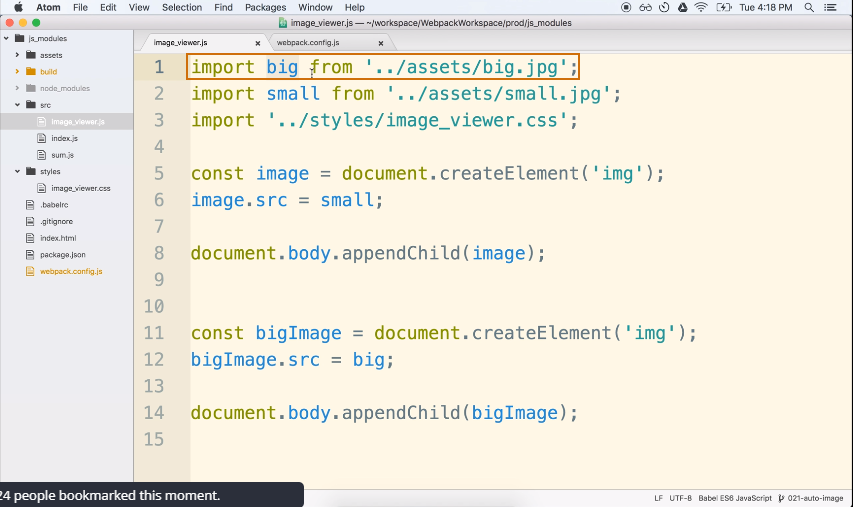 Atom File Edit View Selection Find Packages Window Help Tue 4:18 PM
image_viewer.js — ~/workspace/WebpackWorkspace/prod/js_modules
js_modules
assets
build
node_modules
src
image_viewer.js
index.js
sum.js
styles
image_viewer.css
.babelrc
.gitignore
index.html
package.json
webpack.config.js
image_viewer.js × webpack.config.js ×
1 import big from '../assets/big.jpg';
2 import small from '../assets/small.jpg';
3 import '../styles/image_viewer.css';
4
5 const image = document.createElement('img');
6 image.src = small;
7
8 document.body.appendChild(image);
9
10
11 const bigImage = document.createElement('img');
12 bigImage.src = big;
13
14 document.body.appendChild(bigImage);
15
24 people bookmarked this moment.
LF UTF-8 Babel ES6 JavaScript 021-auto-image